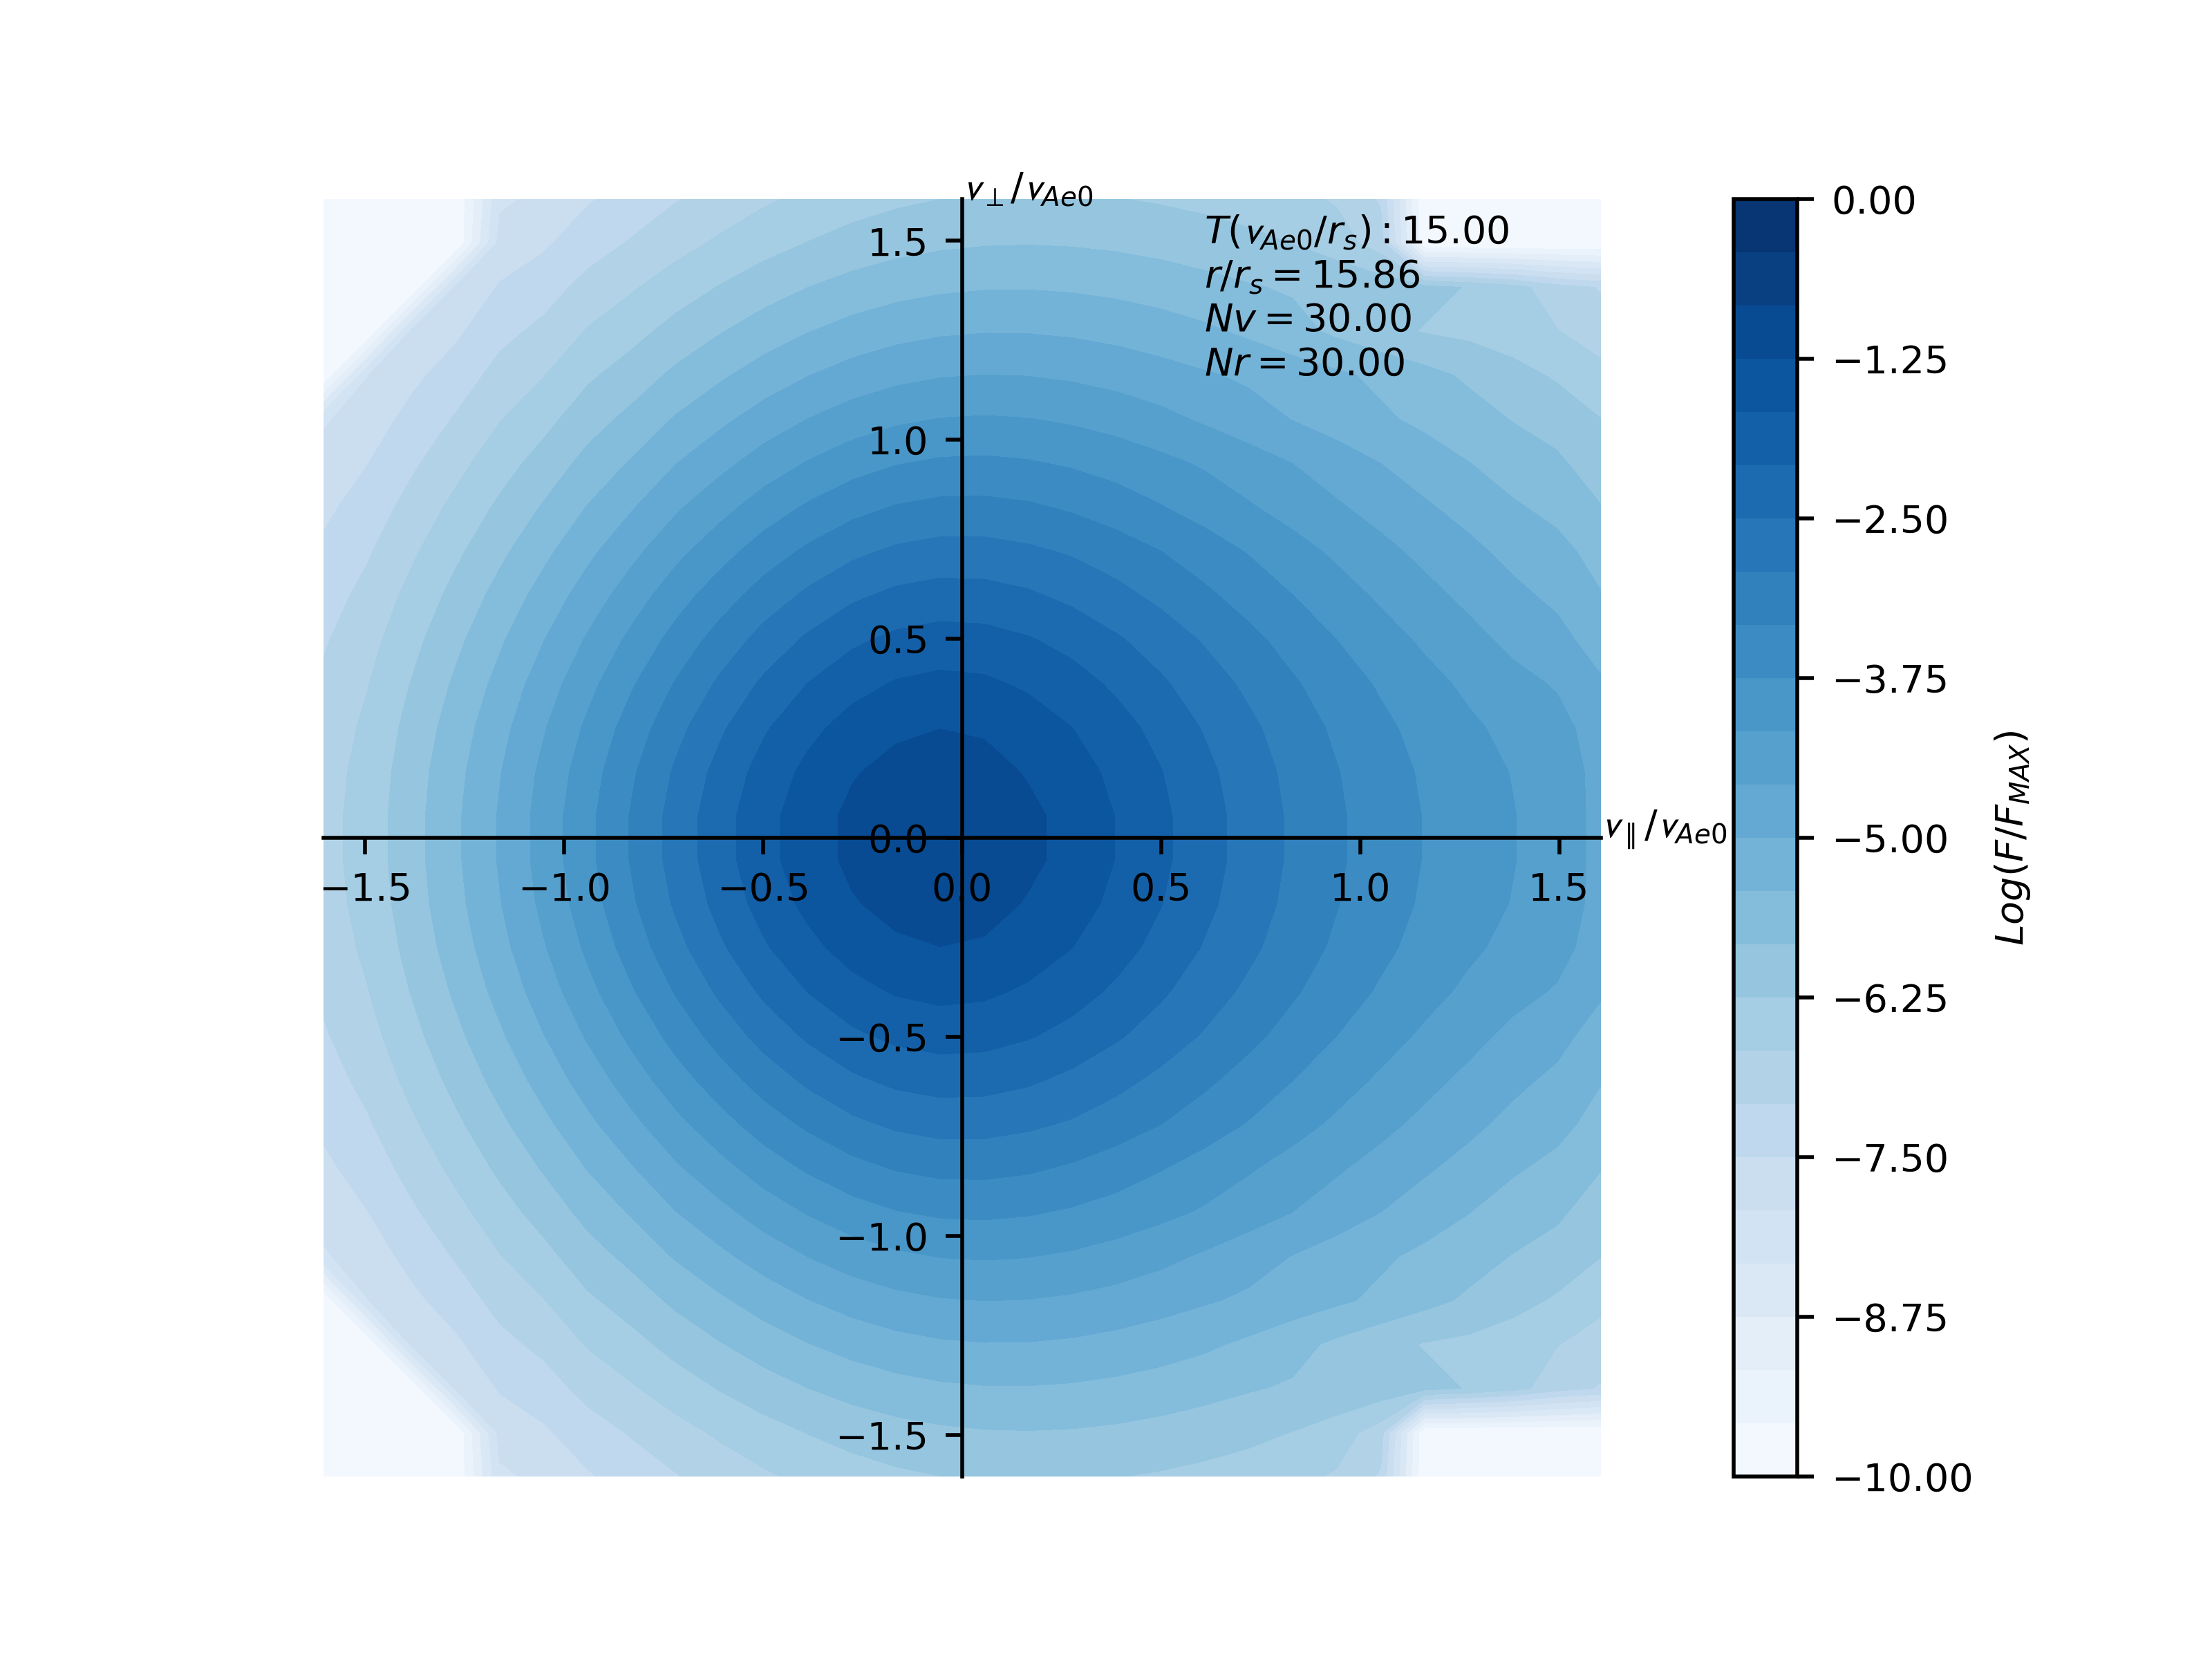 v⊥/vAe0
T(vAe0/rs) : 15.00
r/rs = 15.86
Nv = 30.00
Nr = 30.00
1.5
1.0
0.5
0.0
−0.5
−1.0
−1.5
−1.5 −1.0 −0.5 0.0 0.5 1.0 1.5
v∥/vAe0
0.00
−1.25
−2.50
−3.75
−5.00
−6.25
−7.50
−8.75
−10.00
Log(F/FMAX)